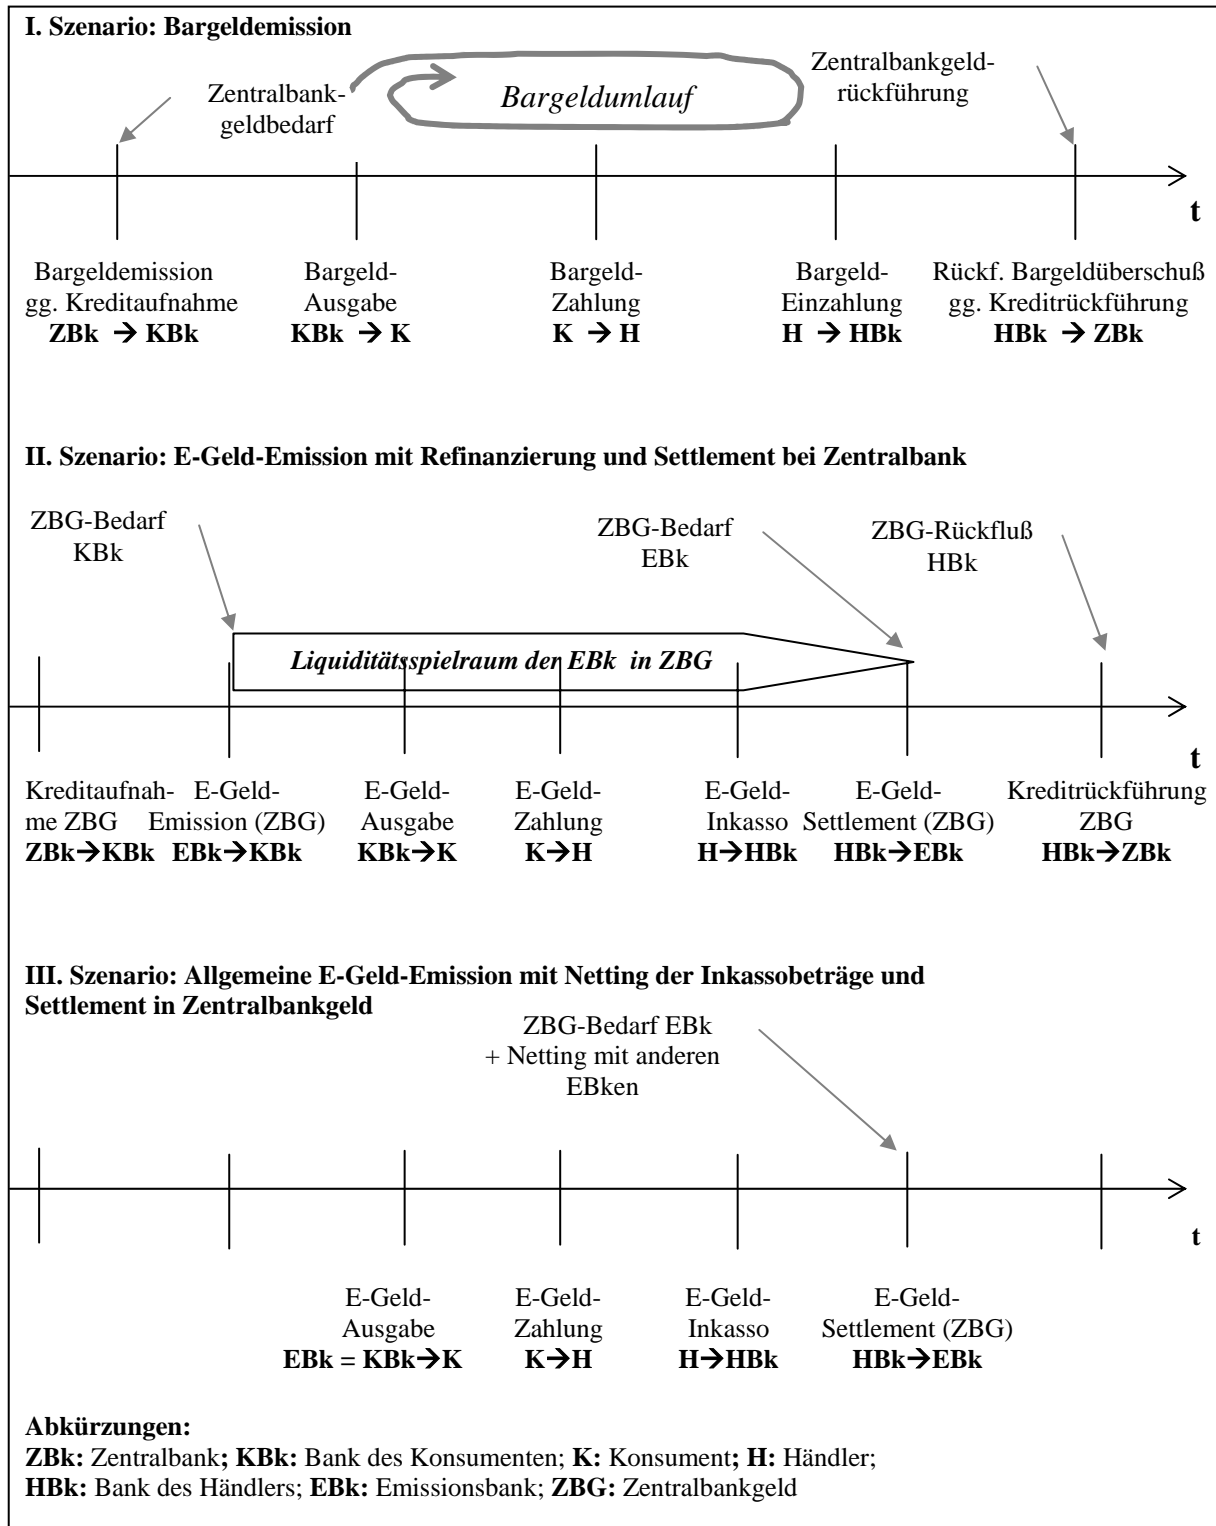 I. Szenario: Bargeldemission
Zentralbank-
geldbedarf
Bargeldumlauf
Zentralbankgeld-
rückführung
t
Bargeldemission
gg. Kreditaufnahme
ZBk → KBk
Bargeld-
Ausgabe
KBk → K
Bargeld-
Zahlung
K → H
Bargeld-
Einzahlung
H → HBk
Rückf. Bargeldüberschuß
gg. Kreditrückführung
HBk → ZBk
II. Szenario: E-Geld-Emission mit Refinanzierung und Settlement bei Zentralbank
ZBG-Bedarf
KBk
ZBG-Bedarf
EBk
ZBG-Rückfluß
HBk
Liquiditätsspielraum der EBk in ZBG
t
Kreditaufnah-
me ZBG
ZBk→KBk
E-Geld-
Emission (ZBG)
EBk→KBk
E-Geld-
Ausgabe
KBk→K
E-Geld-
Zahlung
K→H
E-Geld-
Inkasso
H→HBk
E-Geld-
Settlement (ZBG)
HBk→EBk
Kreditrückführung
ZBG
HBk→ZBk
III. Szenario: Allgemeine E-Geld-Emission mit Netting der Inkassobeträge und
Settlement in Zentralbankgeld
ZBG-Bedarf EBk
+ Netting mit anderen
EBken
t
E-Geld-
Ausgabe
EBk = KBk→K
E-Geld-
Zahlung
K→H
E-Geld-
Inkasso
H→HBk
E-Geld-
Settlement (ZBG)
HBk→EBk
Abkürzungen:
ZBk: Zentralbank; KBk: Bank des Konsumenten; K: Konsument; H: Händler;
HBk: Bank des Händlers; EBk: Emissionsbank; ZBG: Zentralbankgeld